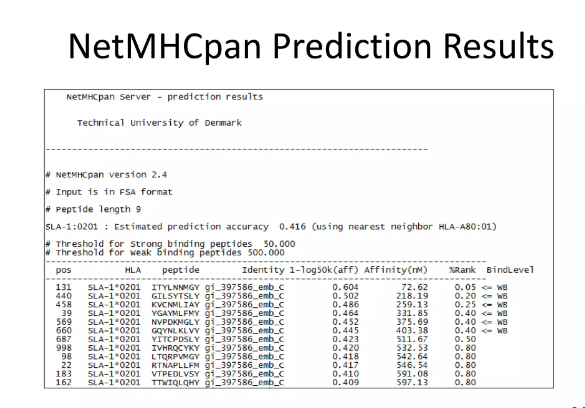 NetMHCpan Prediction Results
NetMHCpan Server - prediction results
Technical University of Denmark
# NetMHCpan version 2.4
# Input is in FSA format
# Peptide length 9
SLA-1:0201 : Estimated prediction accuracy 0.416 (using nearest neighbor HLA-A80:01)
# Threshold for Strong binding peptides 50.000
# Threshold for weak binding peptides 500.000
pos HLA peptide Identity 1-log50k(aff) Affinity(nM) %Rank BindLevel
131 SLA-1*0201 ITYLNNMGY gi_397586_emb_C 0.604 72.62 0.05 <= WB
440 SLA-1*0201 GILSYTSLY gi_397586_emb_C 0.502 218.19 0.20 <= WB
458 SLA-1*0201 KVCNMLIAY gi_397586_emb_C 0.486 259.13 0.25 <= WB
39 SLA-1*0201 YGAYMLFMY gi_397586_emb_C 0.464 331.85 0.40 <= WB
569 SLA-1*0201 NVPDKMGLY gi_397586_emb_C 0.452 375.69 0.40 <= WB
660 SLA-1*0201 GQYNLKLVY gi_397586_emb_C 0.445 403.38 0.40 <= WB
687 SLA-1*0201 YITCPDSLY gi_397586_emb_C 0.423 511.67 0.50
998 SLA-1*0201 IVHRQCYKY gi_397586_emb_C 0.420 532.53 0.80
98 SLA-1*0201 LTQRPVMGY gi_397586_emb_C 0.418 542.64 0.80
22 SLA-1*0201 RTNAPLLFM gi_397586_emb_C 0.417 546.54 0.80
183 SLA-1*0201 VTPEDLVSY gi_397586_emb_C 0.410 591.08 0.80
162 SLA-1*0201 TTWIQLQHY gi_397586_emb_C 0.409 597.13 0.80